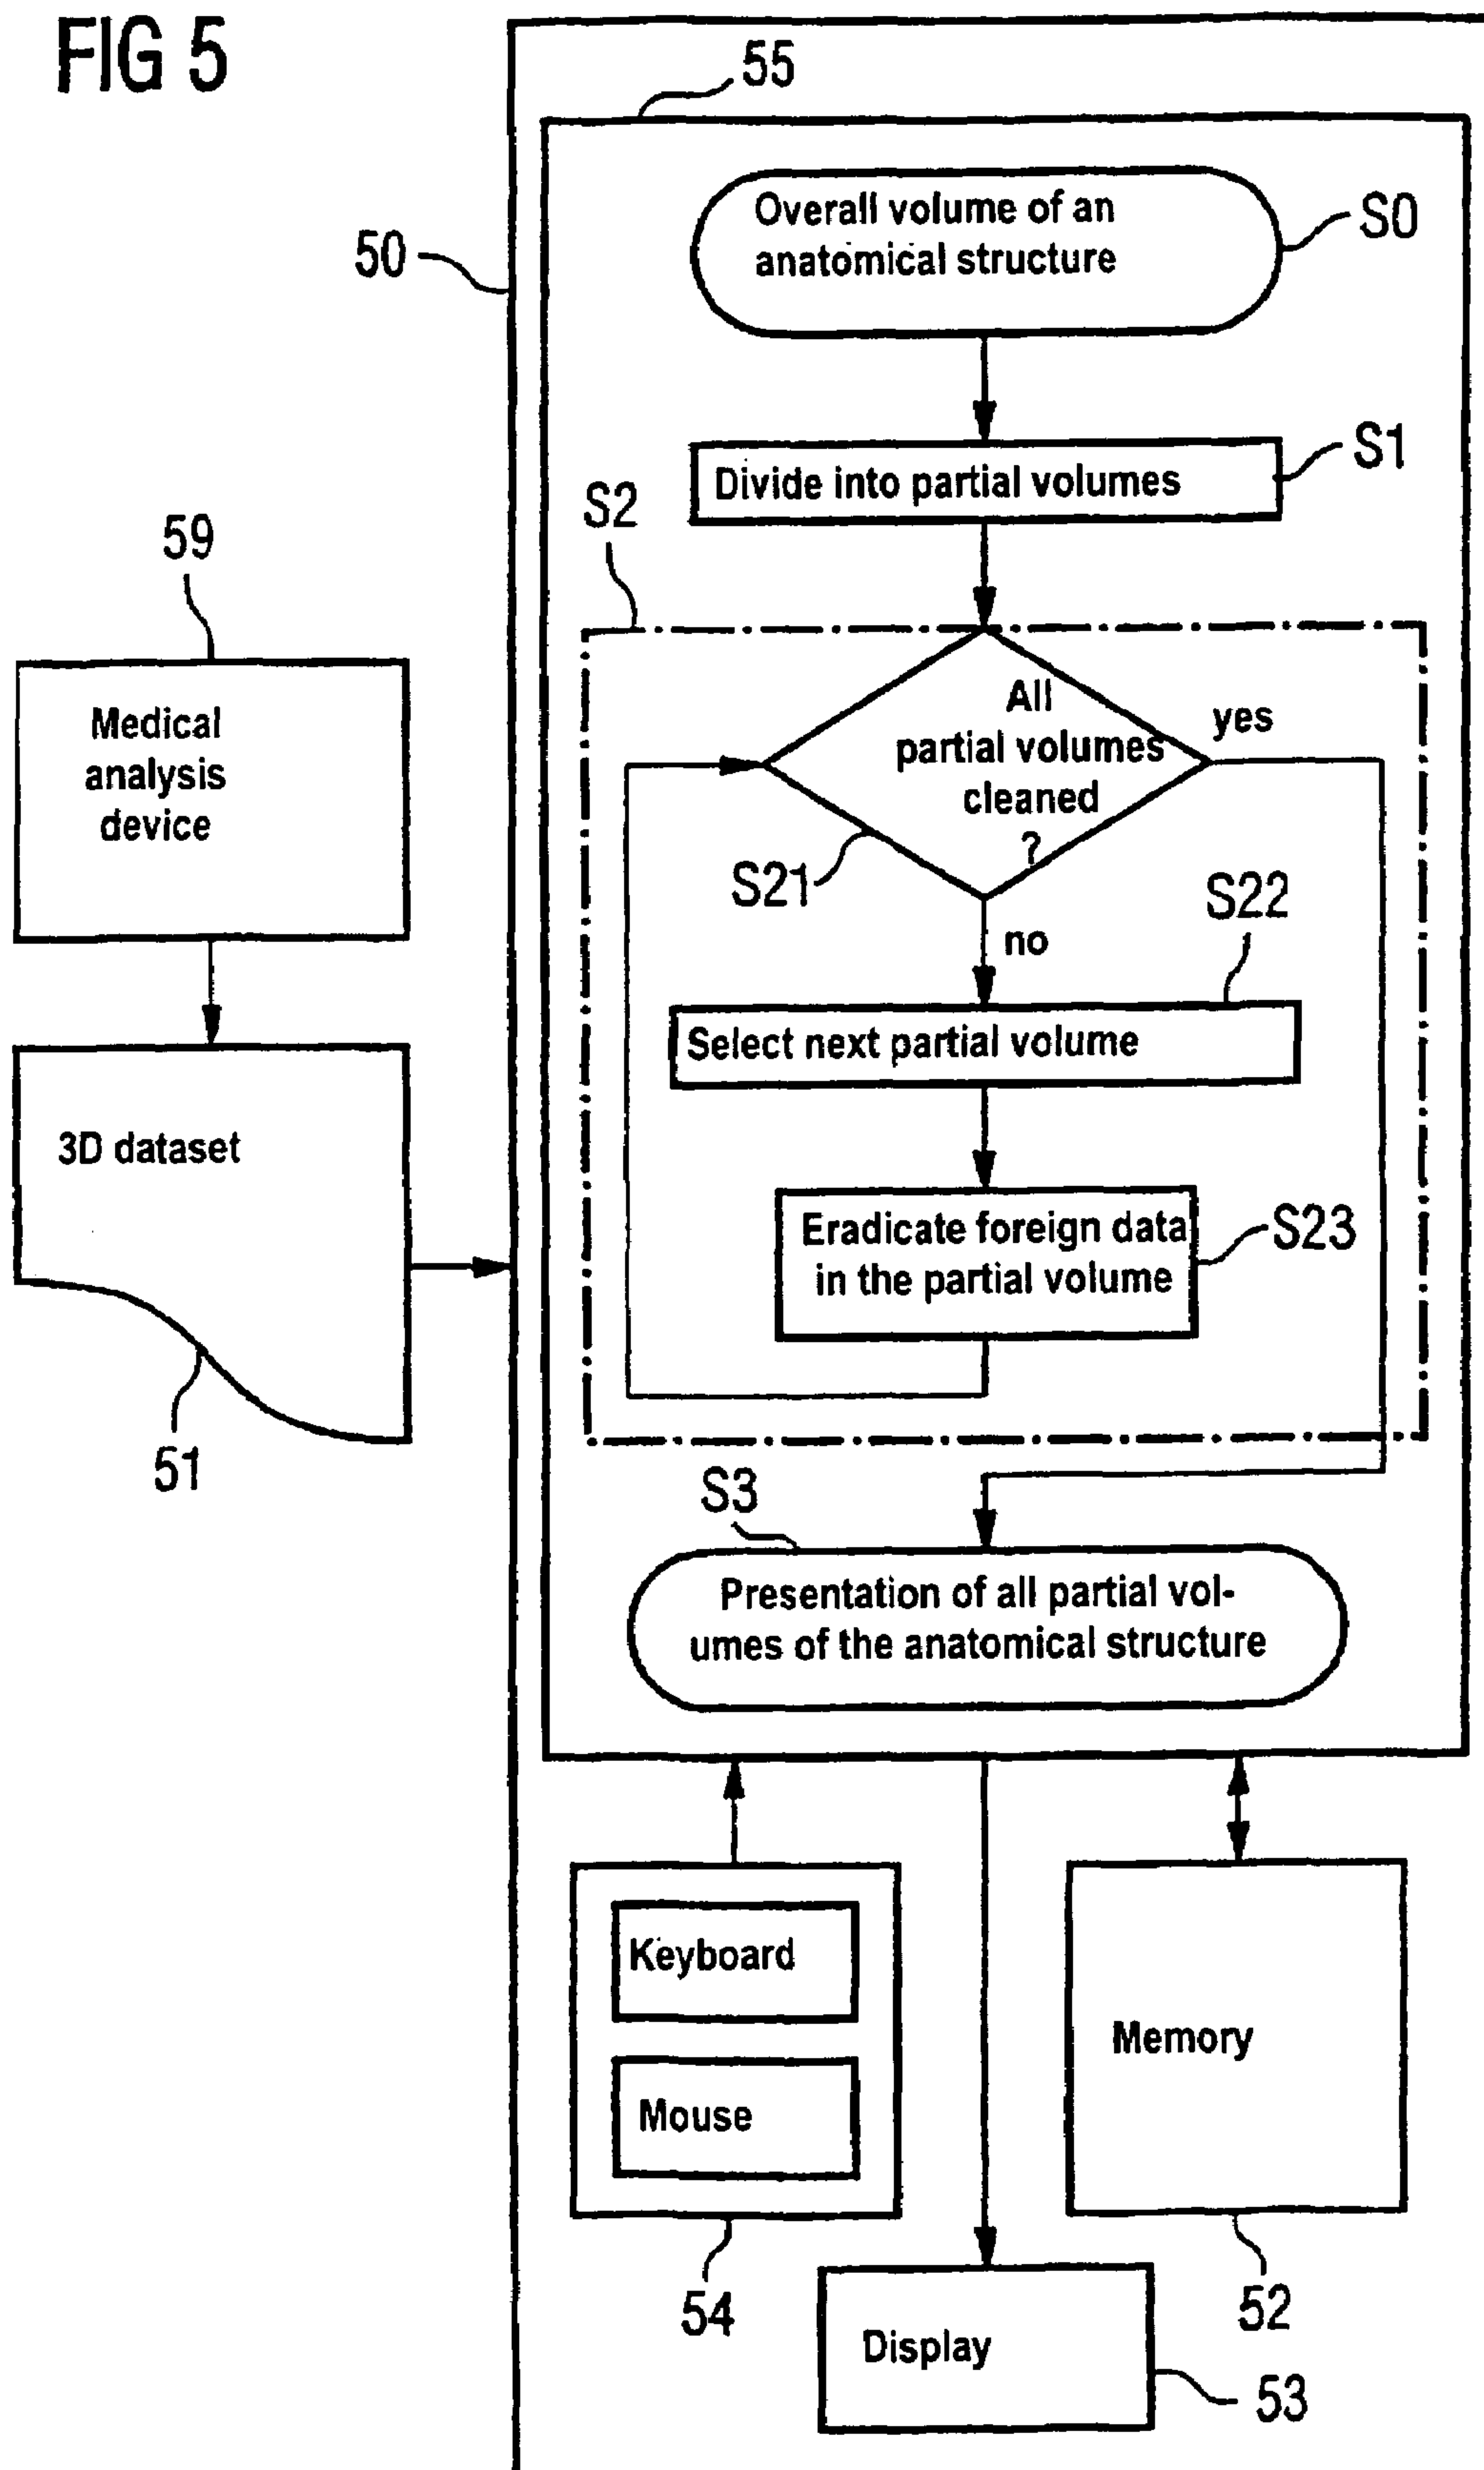 FIG 5
55
Overall volume of an
anatomical structure
S0
50
Divide into partial volumes
S1
S2
59
Medical
analysis
device
All
partial volumes
cleaned
?
yes
S21
no
S22
Select next partial volume
3D dataset
Eradicate foreign data
in the partial volume
S23
51
S3
Presentation of all partial vol-
umes of the anatomical structure
Keyboard
Mouse
Memory
54
52
Display
53